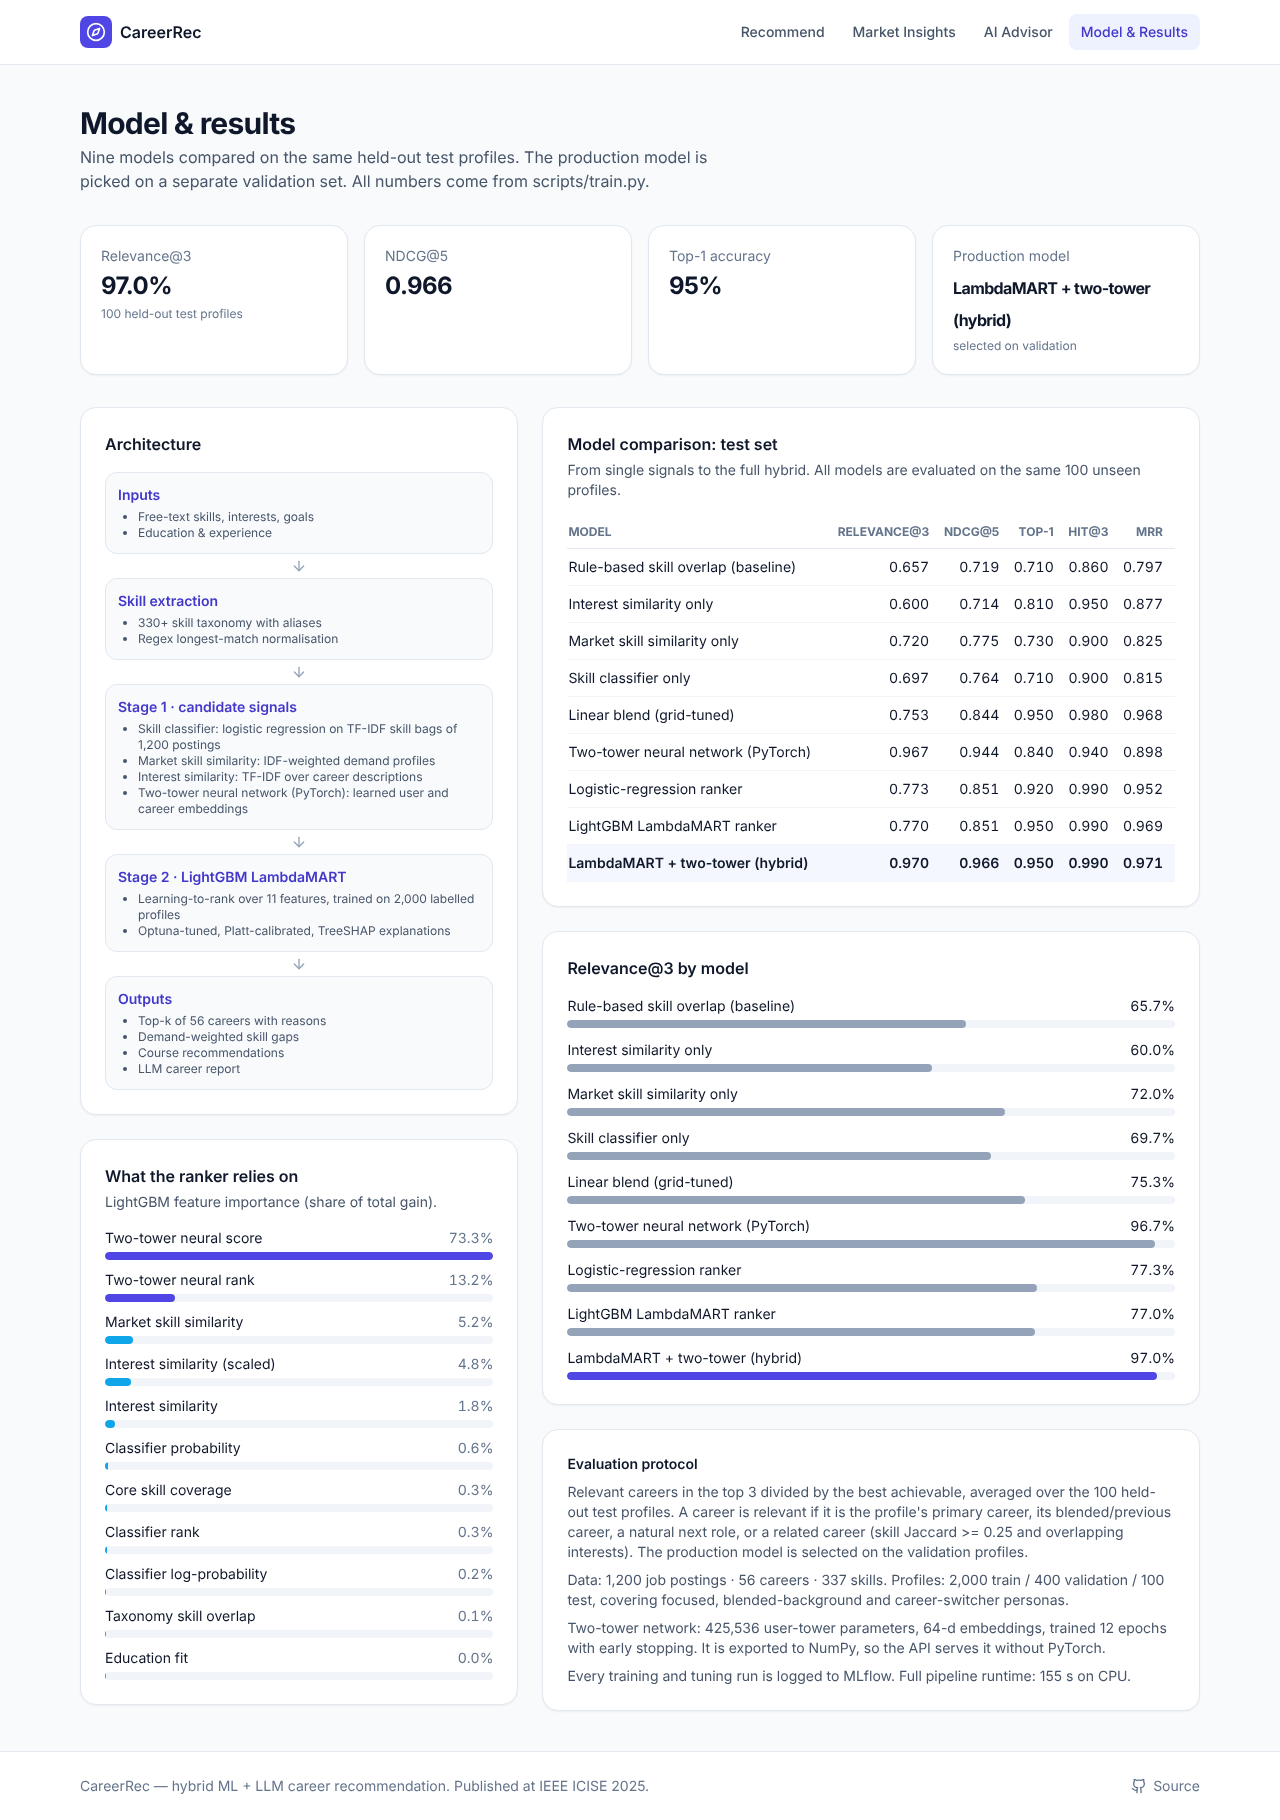 CareerRec
Recommend
Market Insights
AI Advisor
Model & Results
Model & results
Nine models compared on the same held-out test profiles. The production model is
picked on a separate validation set. All numbers come from scripts/train.py.
Relevance@3
97.0%
100 held-out test profiles
NDCG@5
0.966
Top-1 accuracy
95%
Production model
LambdaMART + two-tower
(hybrid)
selected on validation
Architecture
Inputs
• Free-text skills, interests, goals
• Education & experience
↓
Skill extraction
• 330+ skill taxonomy with aliases
• Regex longest-match normalisation
↓
Stage 1 · candidate signals
• Skill classifier: logistic regression on TF-IDF skill bags of
1,200 postings
• Market skill similarity: IDF-weighted demand profiles
• Interest similarity: TF-IDF over career descriptions
• Two-tower neural network (PyTorch): learned user and
career embeddings
↓
Stage 2 · LightGBM LambdaMART
• Learning-to-rank over 11 features, trained on 2,000 labelled
profiles
• Optuna-tuned, Platt-calibrated, TreeSHAP explanations
↓
Outputs
• Top-k of 56 careers with reasons
• Demand-weighted skill gaps
• Course recommendations
• LLM career report
What the ranker relies on
LightGBM feature importance (share of total gain).
Two-tower neural score 73.3%
Two-tower neural rank 13.2%
Market skill similarity 5.2%
Interest similarity (scaled) 4.8%
Interest similarity 1.8%
Classifier probability 0.6%
Core skill coverage 0.3%
Classifier rank 0.3%
Classifier log-probability 0.2%
Taxonomy skill overlap 0.1%
Education fit 0.0%
Model comparison: test set
From single signals to the full hybrid. All models are evaluated on the same 100 unseen
profiles.
MODEL RELEVANCE@3 NDCG@5 TOP-1 HIT@3 MRR
Rule-based skill overlap (baseline) 0.657 0.719 0.710 0.860 0.797
Interest similarity only 0.600 0.714 0.810 0.950 0.877
Market skill similarity only 0.720 0.775 0.730 0.900 0.825
Skill classifier only 0.697 0.764 0.710 0.900 0.815
Linear blend (grid-tuned) 0.753 0.844 0.950 0.980 0.968
Two-tower neural network (PyTorch) 0.967 0.944 0.840 0.940 0.898
Logistic-regression ranker 0.773 0.851 0.920 0.990 0.952
LightGBM LambdaMART ranker 0.770 0.851 0.950 0.990 0.969
LambdaMART + two-tower (hybrid) 0.970 0.966 0.950 0.990 0.971
Relevance@3 by model
Rule-based skill overlap (baseline) 65.7%
Interest similarity only 60.0%
Market skill similarity only 72.0%
Skill classifier only 69.7%
Linear blend (grid-tuned) 75.3%
Two-tower neural network (PyTorch) 96.7%
Logistic-regression ranker 77.3%
LightGBM LambdaMART ranker 77.0%
LambdaMART + two-tower (hybrid) 97.0%
Evaluation protocol
Relevant careers in the top 3 divided by the best achievable, averaged over the 100 held-
out test profiles. A career is relevant if it is the profile's primary career, its blended/previous
career, a natural next role, or a related career (skill Jaccard >= 0.25 and overlapping
interests). The production model is selected on the validation profiles.
Data: 1,200 job postings · 56 careers · 337 skills. Profiles: 2,000 train / 400 validation / 100
test, covering focused, blended-background and career-switcher personas.
Two-tower network: 425,536 user-tower parameters, 64-d embeddings, trained 12 epochs
with early stopping. It is exported to NumPy, so the API serves it without PyTorch.
Every training and tuning run is logged to MLflow. Full pipeline runtime: 155 s on CPU.
CareerRec — hybrid ML + LLM career recommendation. Published at IEEE ICISE 2025.
Source